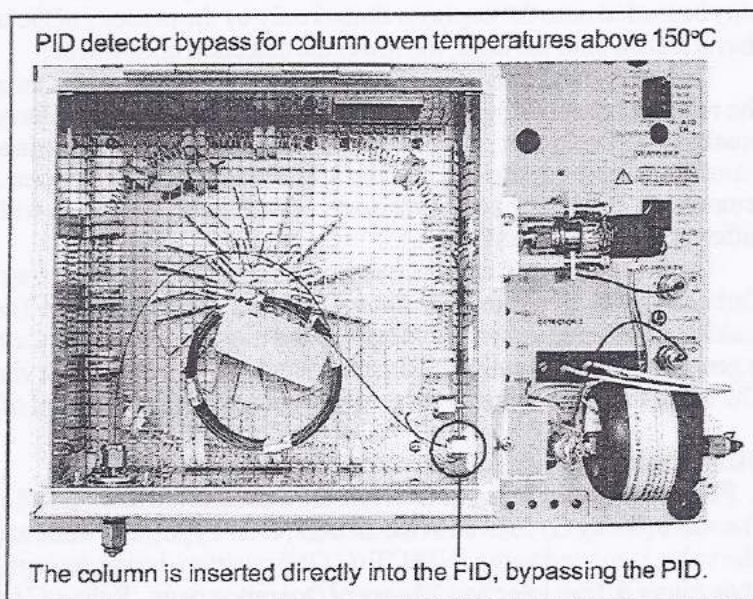 PID detector bypass for column oven temperatures above 150°C
The column is inserted directly into the FID, bypassing the PID.